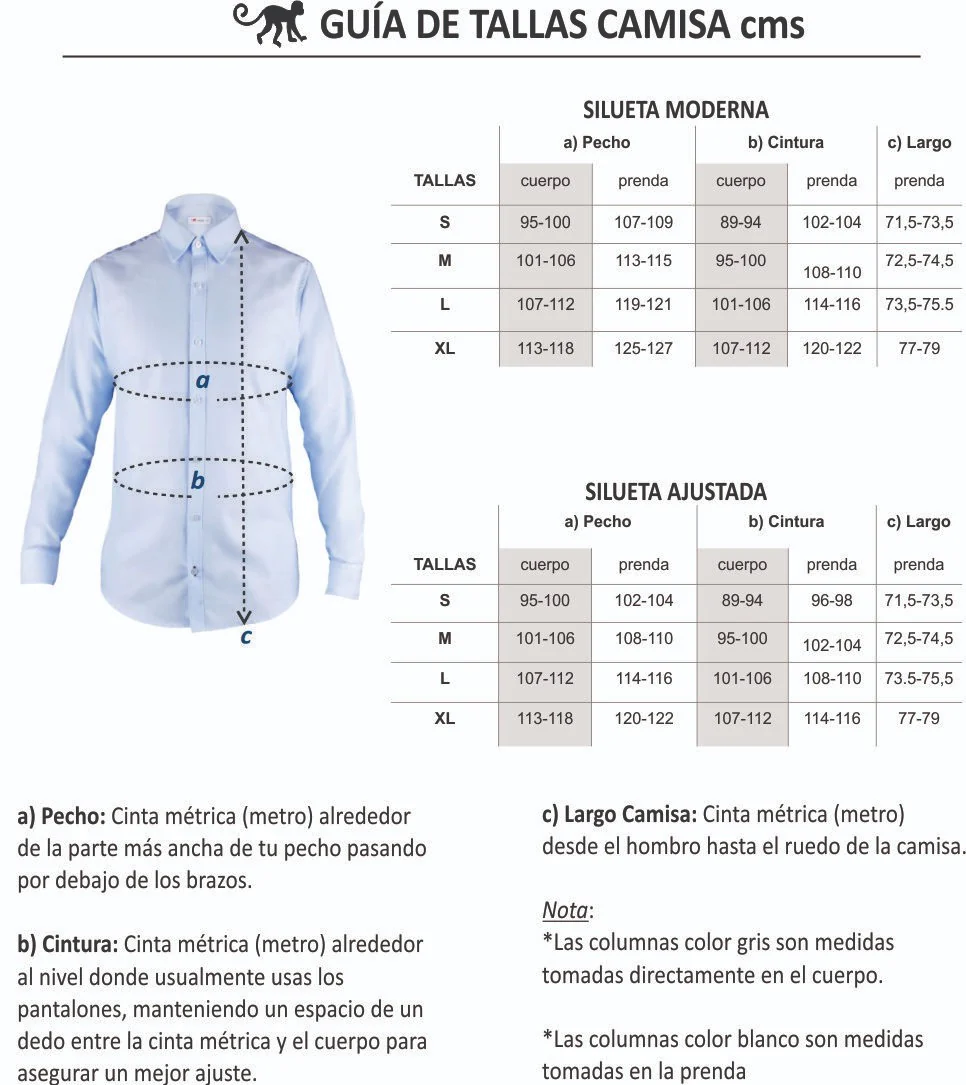 GUÍA DE TALLAS CAMISA cms
SILUETA MODERNA
a) Pecho b) Cintura c) Largo
TALLAS cuerpo prenda cuerpo prenda prenda
S 95-100 107-109 89-94 102-104 71,5-73,5
M 101-106 113-115 95-100 108-110 72,5-74,5
L 107-112 119-121 101-106 114-116 73,5-75.5
XL 113-118 125-127 107-112 120-122 77-79
a
b
c
SILUETA AJUSTADA
a) Pecho b) Cintura c) Largo
TALLAS cuerpo prenda cuerpo prenda prenda
S 95-100 102-104 89-94 96-98 71,5-73,5
M 101-106 108-110 95-100 102-104 72,5-74,5
L 107-112 114-116 101-106 108-110 73.5-75,5
XL 113-118 120-122 107-112 114-116 77-79
a) Pecho: Cinta métrica (metro) alrededor
de la parte más ancha de tu pecho pasando
por debajo de los brazos.
b) Cintura: Cinta métrica (metro) alrededor
al nivel donde usualmente usas los
pantalones, manteniendo un espacio de un
dedo entre la cinta métrica y el cuerpo para
asegurar un mejor ajuste.
c) Largo Camisa: Cinta métrica (metro)
desde el hombro hasta el ruedo de la camisa.
Nota:
*Las columnas color gris son medidas
tomadas directamente en el cuerpo.
*Las columnas color blanco son medidas
tomadas en la prenda